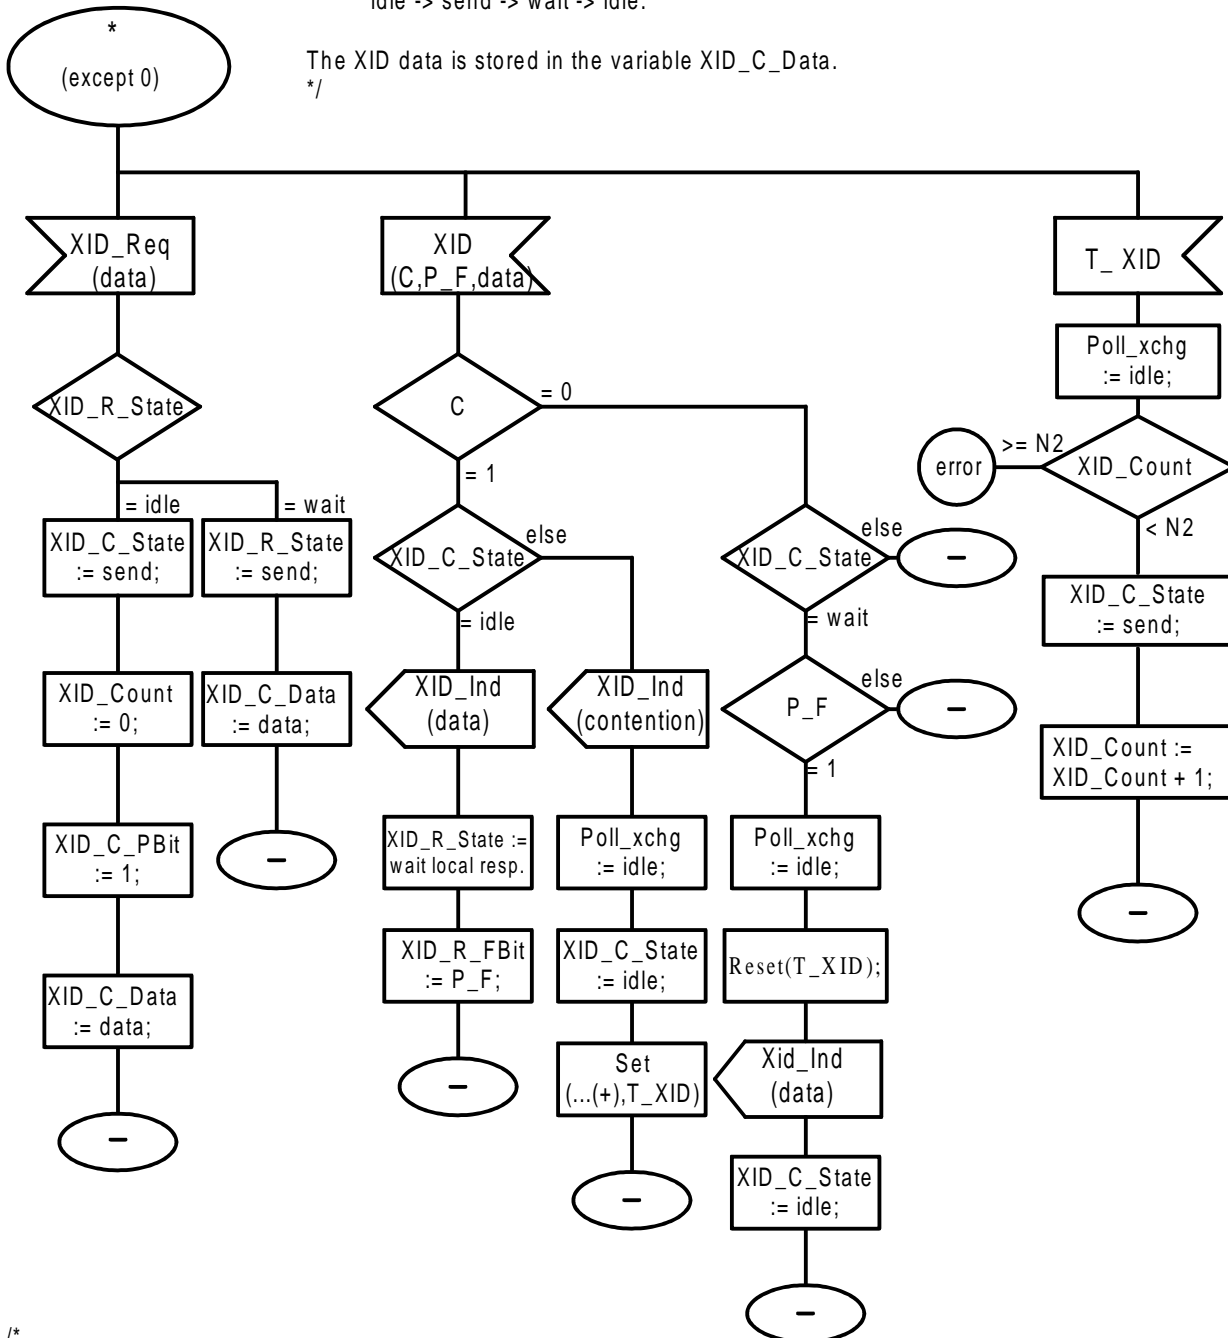 idle -> send -> wait -> idle.
*
(except 0)
The XID data is stored in the variable XID_C_Data.
*/
XID_Req
(data)
XID_R_State
= idle
= wait
XID_C_State
:= send;
XID_R_State
:= send;
XID_Count
:= 0;
XID_C_Data
:= data;
XID_C_PBit
:= 1;
–
XID_C_Data
:= data;
–
XID
(C,P_F,data)
C
= 0
= 1
XID_C_State
else
= idle
XID_Ind
(data)
XID_R_State :=
wait local resp.
XID_R_FBit
:= P_F;
–
XID_Ind
(contention)
Poll_xchg
:= idle;
XID_C_State
:= idle;
Set
(...(+),T_XID)
–
XID_C_State
else
–
= wait
P_F
else
–
= 1
Poll_xchg
:= idle;
Reset(T_XID);
Xid_Ind
(data)
XID_C_State
:= idle;
–
T_ XID
Poll_xchg
:= idle;
error
>= N2
XID_Count
< N2
XID_C_State
:= send;
XID_Count :=
XID_Count + 1;
–
/*